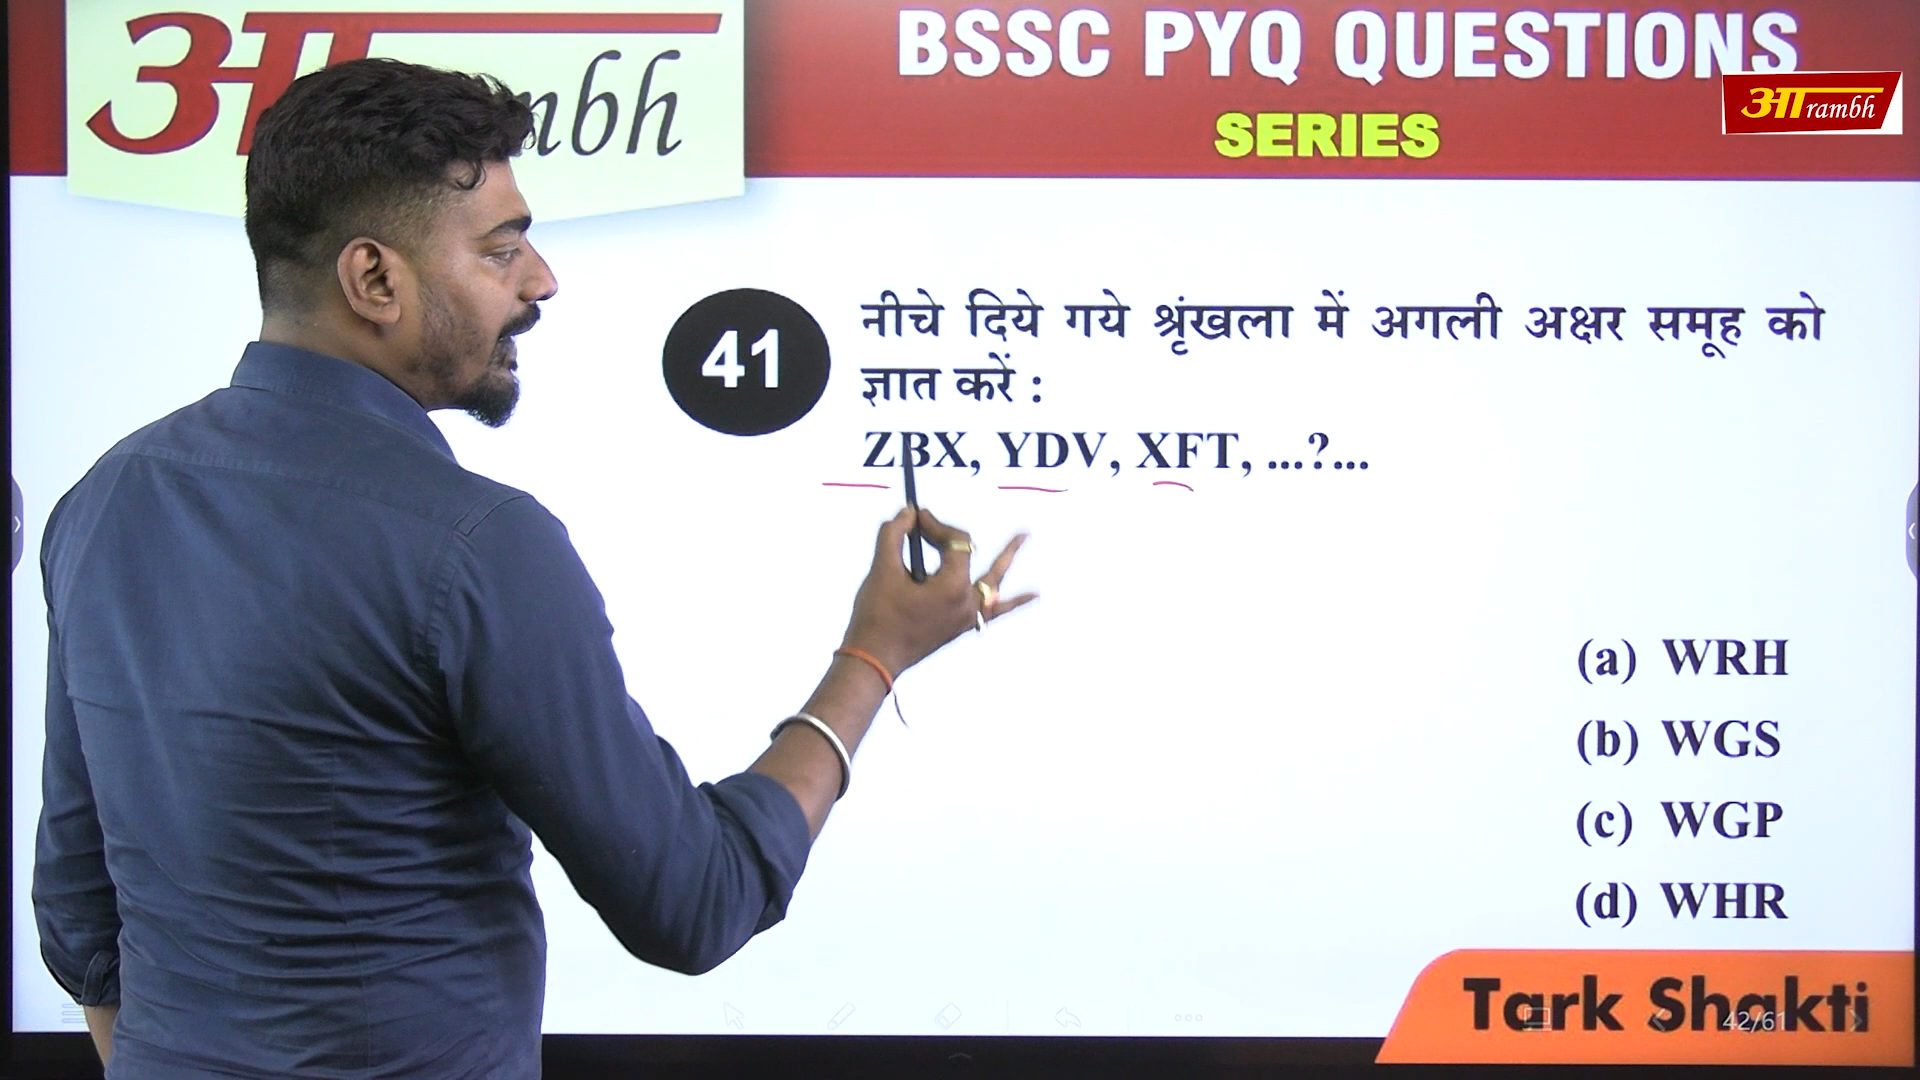 BSSC PYQ QUESTIONS
SERIES
आrambh
mbh
41
नीचे दिये गये श्रृंखला में अगली अक्षर समूह को
ज्ञात करें :
ZBX, YDV, XFT, ...?...
(a) WRH
(b) WGS
(c) WGP
(d) WHR
Tark Shakti
42/61